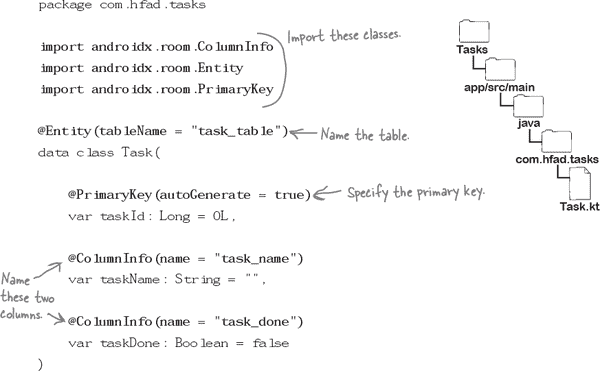 package com.hfad.tasks
import androidx.room.ColumnInfo
import androidx.room.Entity
import androidx.room.PrimaryKey
Import these classes.
@Entity(tableName = "task_table")
Name the table.
data class Task(
@PrimaryKey(autoGenerate = true)
Specify the primary key.
var taskId: Long = 0L,
@ColumnInfo(name = "task_name")
var taskName: String = "",
Name
these two
columns.
@ColumnInfo(name = "task_done")
var taskDone: Boolean = false
)
Tasks
app/src/main
java
com.hfad.tasks
Task.kt